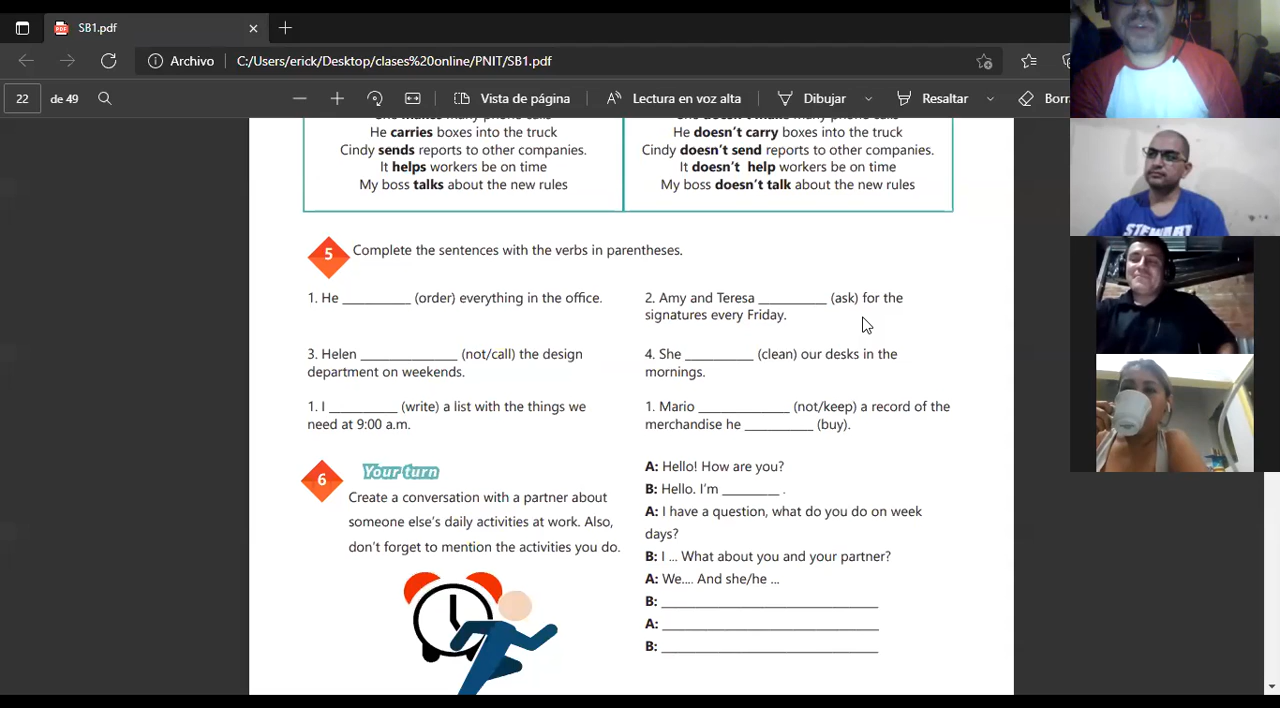 SB1.pdf
Archivo
C:/Users/erick/Desktop/clases%20online/PNIT/SB1.pdf
22
de 49
Vista de página
Lectura en voz alta
Dibujar
Resaltar
He carries boxes into the truck
Cindy sends reports to other companies.
It helps workers be on time
My boss talks about the new rules
He doesn't carry boxes into the truck
Cindy doesn't send reports to other companies.
It doesn't help workers be on time
My boss doesn't talk about the new rules
5
Complete the sentences with the verbs in parentheses.
1. He __________ (order) everything in the office.
2. Amy and Teresa __________ (ask) for the
signatures every Friday.
3. Helen ______________ (not/call) the design
department on weekends.
4. She __________ (clean) our desks in the
mornings.
1. I __________ (write) a list with the things we
need at 9:00 a.m.
1. Mario _____________ (not/keep) a record of the
merchandise he __________ (buy).
6
Your turn
Create a conversation with a partner about
someone else's daily activities at work. Also,
don't forget to mention the activities you do.
A: Hello! How are you?
B: Hello. I'm ________ .
A: I have a question, what do you do on week
days?
B: I ... What about you and your partner?
A: We.... And she/he ...
B: ________________________________
A: ________________________________
B: ________________________________
STEWART